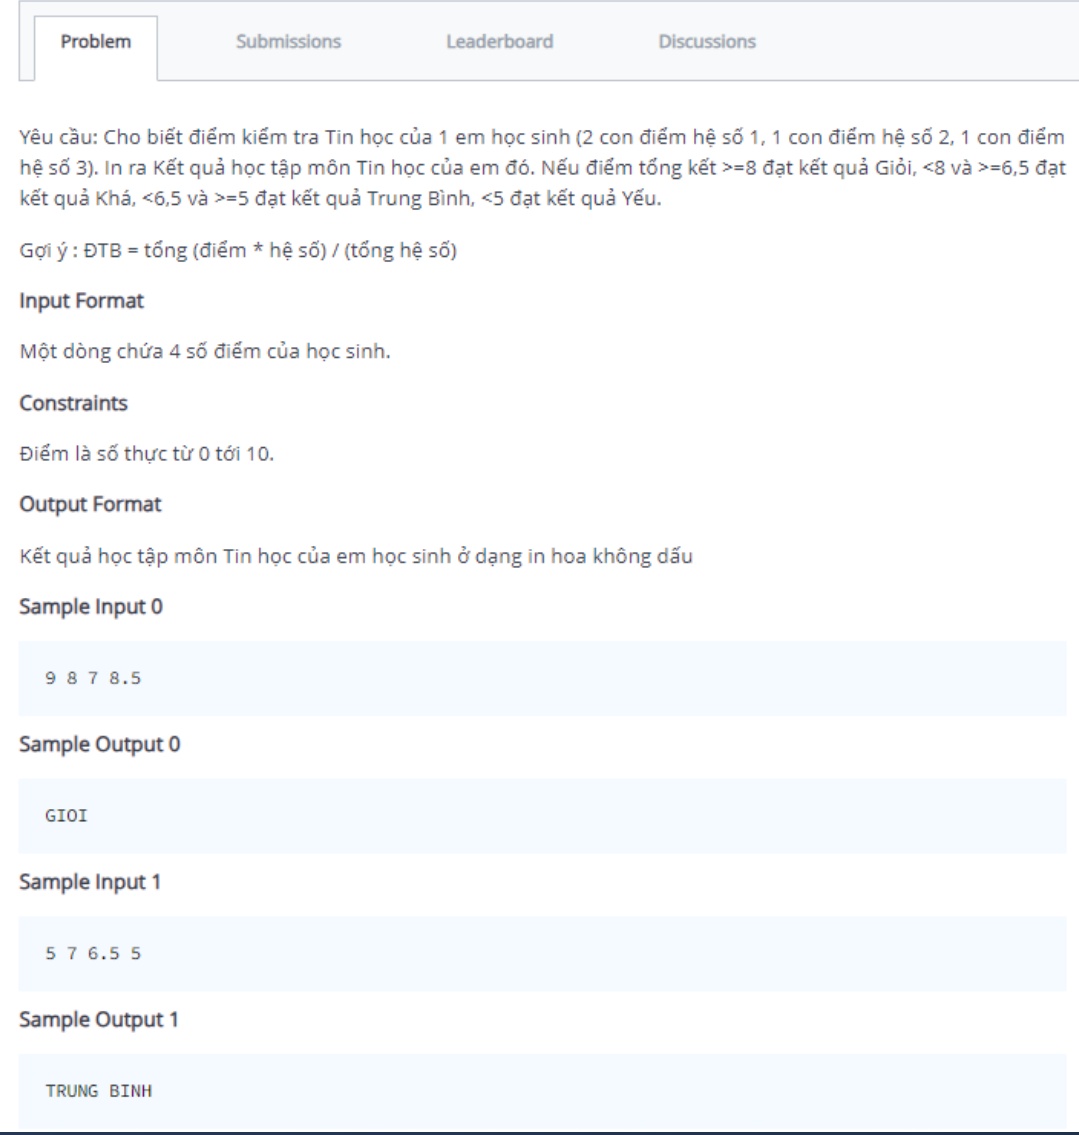 Problem Submissions Leaderboard Discussions
Yêu cầu: Cho biết điểm kiểm tra Tin học của 1 em học sinh (2 con điểm hệ số 1, 1 con điểm hệ số 2, 1 con điểm
hệ số 3). In ra Kết quả học tập môn Tin học của em đó. Nếu điểm tổng kết >=8 đạt kết quả Giỏi, <8 và >=6,5 đạt
kết quả Khá, <6,5 và >=5 đạt kết quả Trung Bình, <5 đạt kết quả Yếu.
Gợi ý : ĐTB = tổng (điểm * hệ số) / (tổng hệ số)
Input Format
Một dòng chứa 4 số điểm của học sinh.
Constraints
Điểm là số thực từ 0 tới 10.
Output Format
Kết quả học tập môn Tin học của em học sinh ở dạng in hoa không dấu
Sample Input 0
9 8 7 8.5
Sample Output 0
GIOI
Sample Input 1
5 7 6.5 5
Sample Output 1
TRUNG BINH